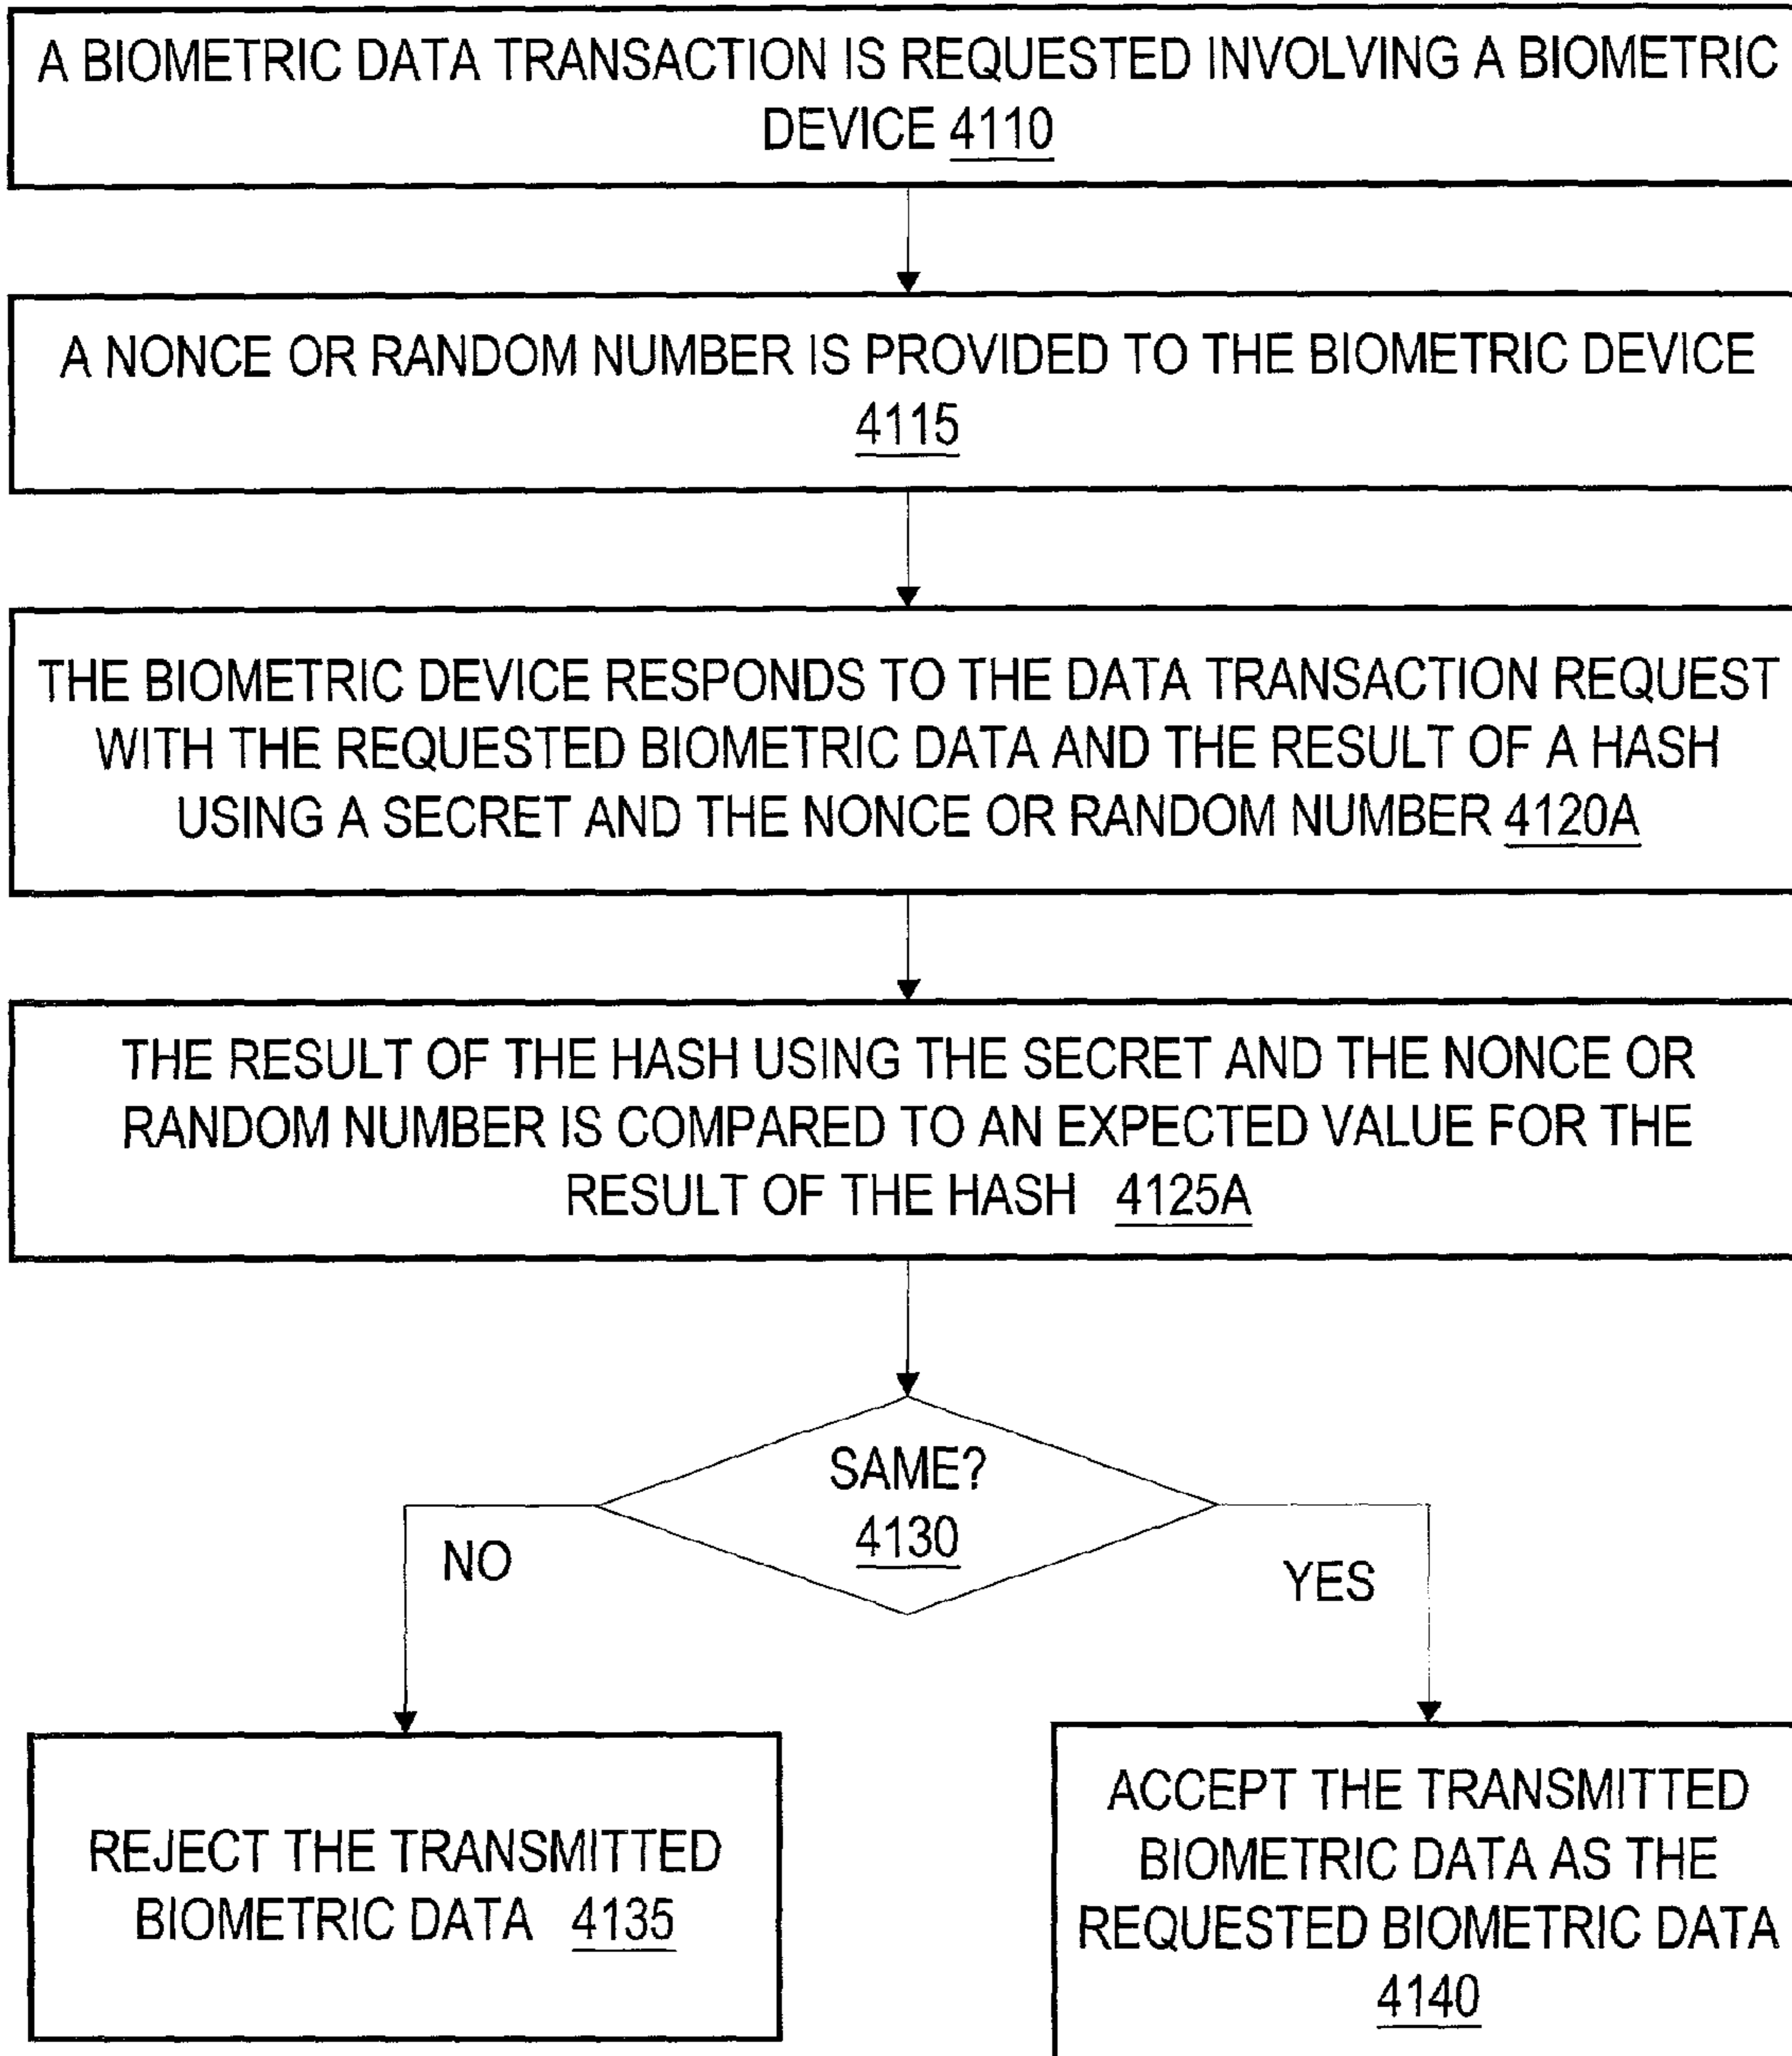 A BIOMETRIC DATA TRANSACTION IS REQUESTED INVOLVING A BIOMETRIC
DEVICE 4110
A NONCE OR RANDOM NUMBER IS PROVIDED TO THE BIOMETRIC DEVICE
4115
THE BIOMETRIC DEVICE RESPONDS TO THE DATA TRANSACTION REQUEST
WITH THE REQUESTED BIOMETRIC DATA AND THE RESULT OF A HASH
USING A SECRET AND THE NONCE OR RANDOM NUMBER 4120A
THE RESULT OF THE HASH USING THE SECRET AND THE NONCE OR
RANDOM NUMBER IS COMPARED TO AN EXPECTED VALUE FOR THE
RESULT OF THE HASH 4125A
SAME?
4130
NO
YES
REJECT THE TRANSMITTED
BIOMETRIC DATA 4135
ACCEPT THE TRANSMITTED
BIOMETRIC DATA AS THE
REQUESTED BIOMETRIC DATA
4140